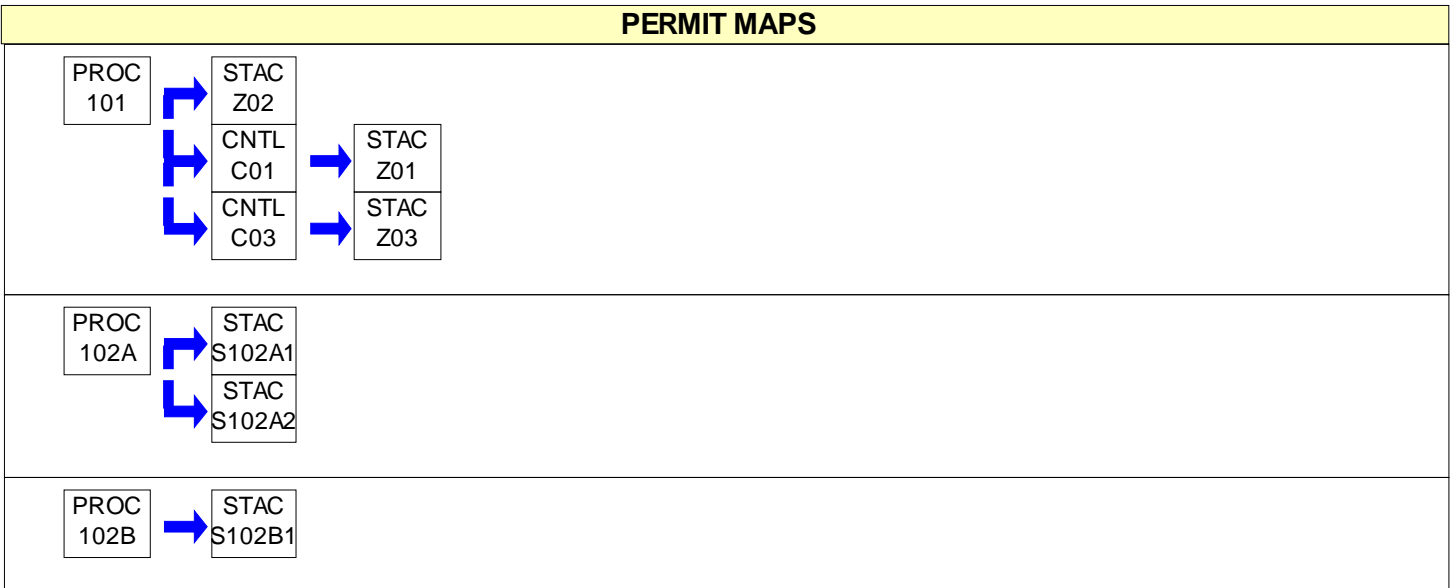 PERMIT MAPS
PROC
101
STAC
Z02
CNTL
C01
STAC
Z01
CNTL
C03
STAC
Z03
PROC
102A
STAC
S102A1
STAC
S102A2
PROC
102B
STAC
S102B1